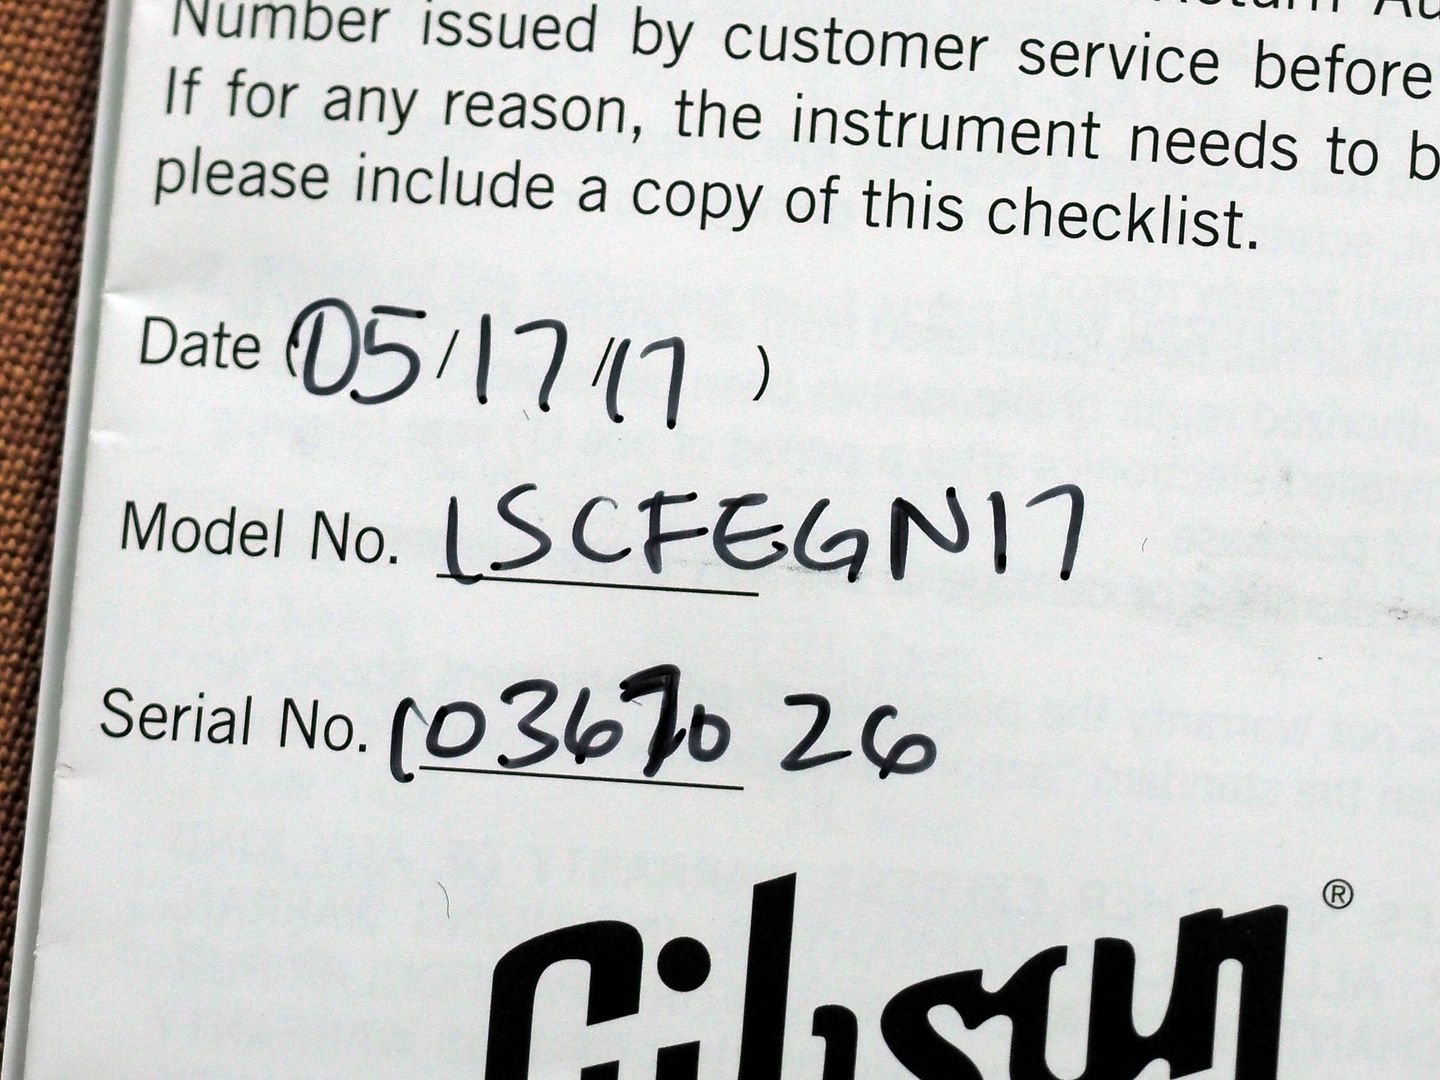 Number issued by customer service before
If for any reason, the instrument needs to b
please include a copy of this checklist.
Date (05/17/17 )
Model No. LSCFEGN17
Serial No. 10367026
Gibson ®